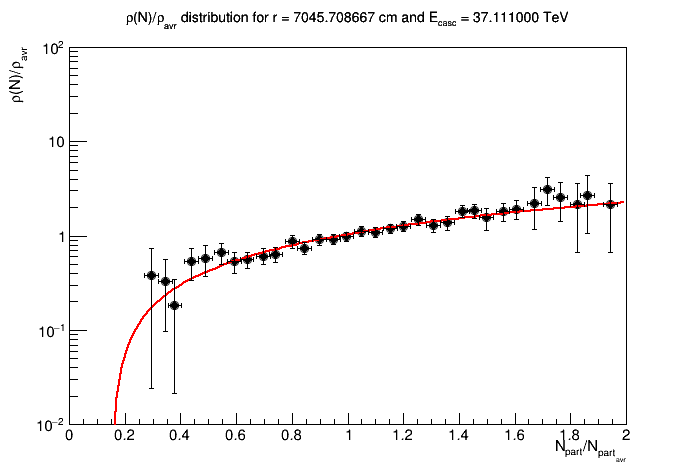 ρ(N)/ρavr distribution for r = 7045.708667 cm and Ecasc = 37.111000 TeV
ρ(N)/ρavr
10²
10
1
10⁻¹
10⁻²
0 0.2 0.4 0.6 0.8 1 1.2 1.4 1.6 1.8 2
Npart/Npartavr